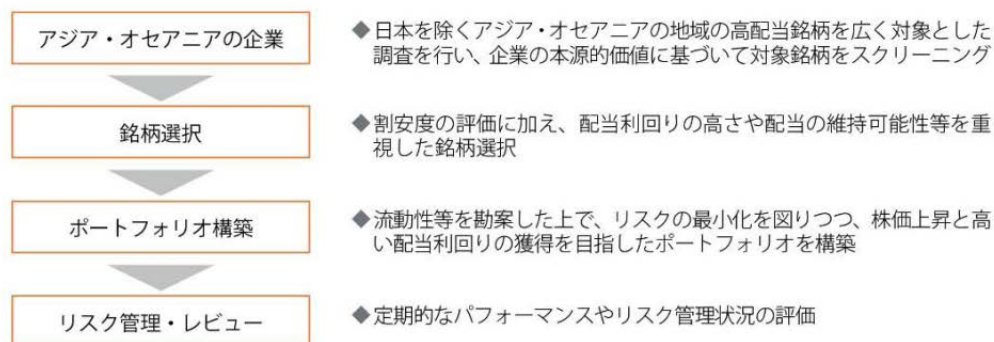 アジア・オセアニアの企業
◆日本を除くアジア・オセアニアの地域の高配当銘柄を広く対象とした
調査を行い、企業の本源的価値に基づいて対象銘柄をスクリーニング
銘柄選択
◆割安度の評価に加え、配当利回りの高さや配当の維持可能性等を重
視した銘柄選択
ポートフォリオ構築
◆流動性等を勘案した上で、リスクの最小化を図りつつ、株価上昇と高
い配当利回りの獲得を目指したポートフォリオを構築
リスク管理・レビュー
◆定期的なパフォーマンスやリスク管理状況の評価